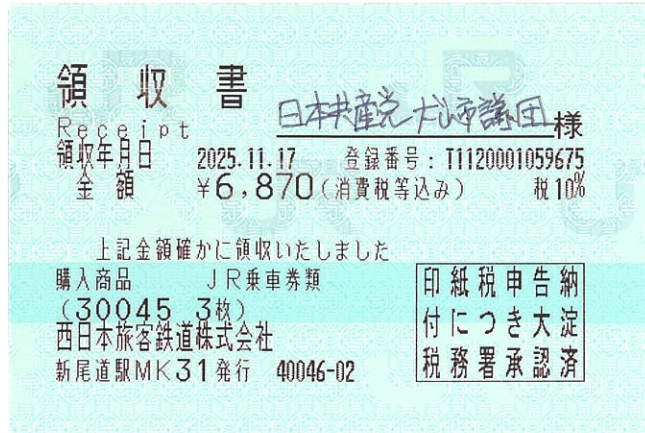 領収書
Receipt
日本共産党 犬山市議団 様
領収年月日 2025.11.17 登録番号:T1120001059675
金額 ¥6,870(消費税等込み) 税10%
上記金額確かに領収いたしました
購入商品 JR乗車券類
(30045 3枚)
西日本旅客鉄道株式会社
新尾道駅MK31発行 40046-02
印紙税申告納
付につき大淀
税務署承認済